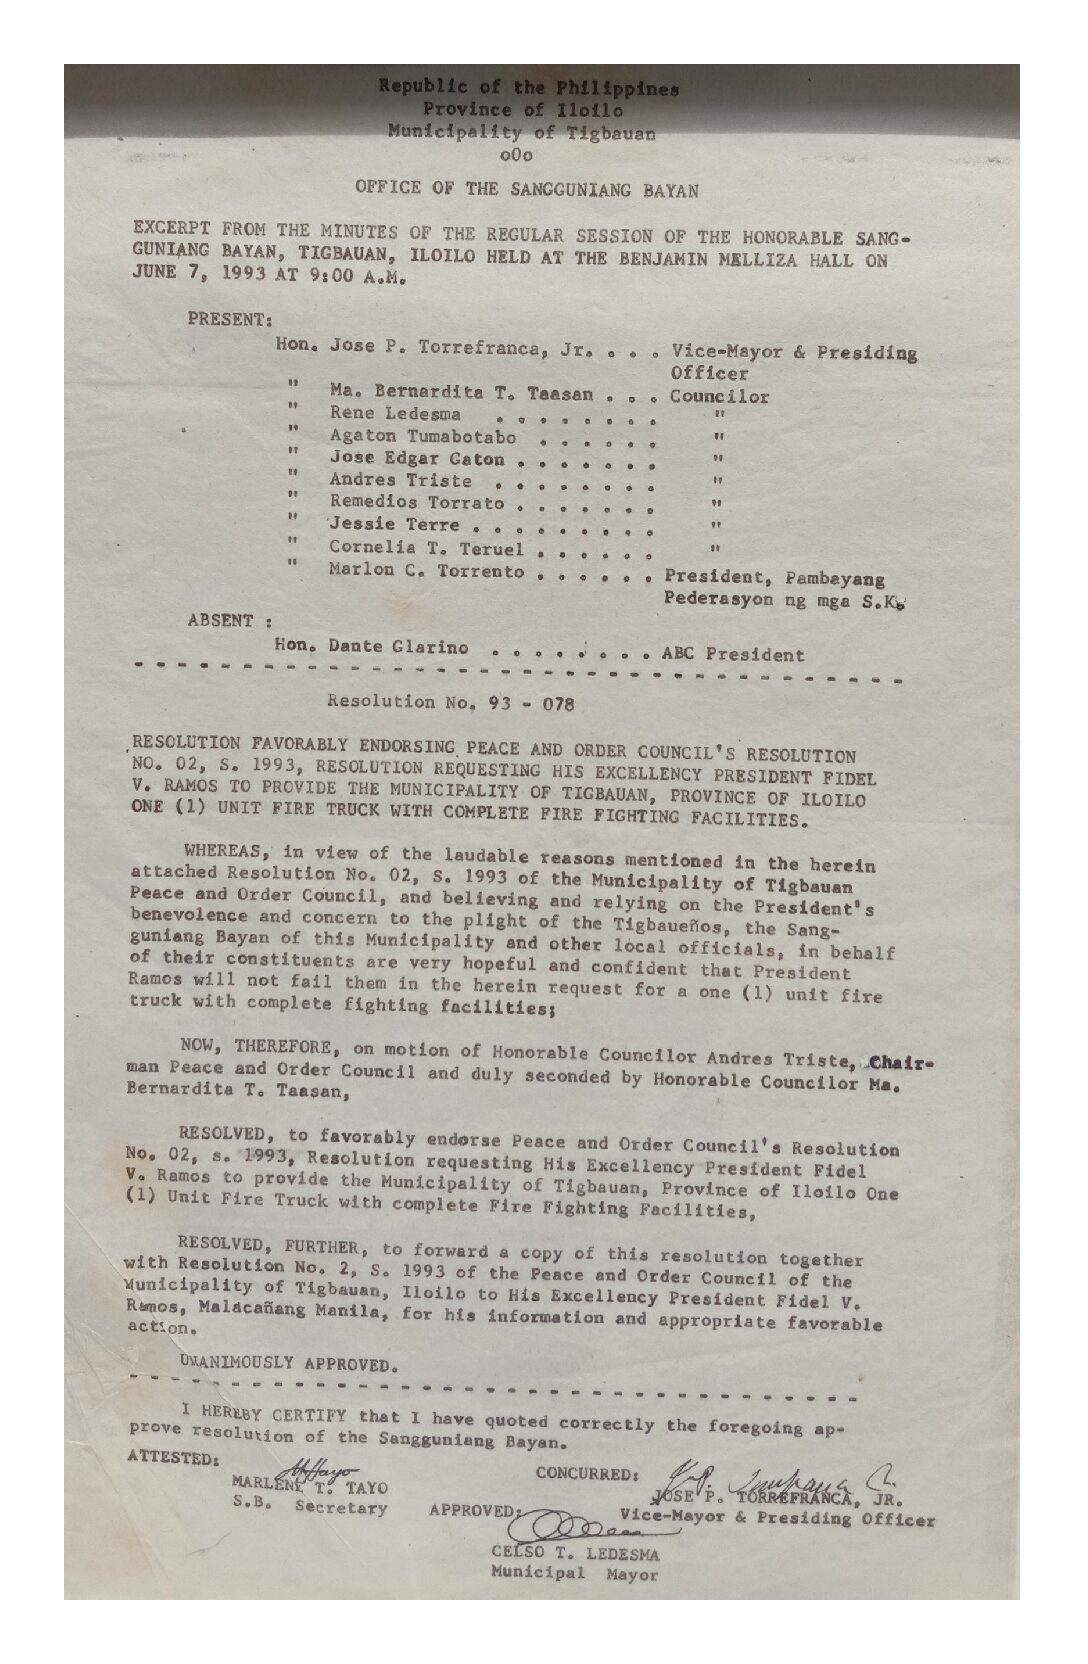 Republic of the Philippines
Province of Iloilo
Municipality of Tigbauan
oOo
OFFICE OF THE SANGGUNIANG BAYAN
EXCERPT FROM THE MINUTES OF THE REGULAR SESSION OF THE HONORABLE SANG-
GUNIANG BAYAN, TIGBAUAN, ILOILO HELD AT THE BENJAMIN MELLIZA HALL ON
JUNE 7, 1993 AT 9:00 A.M.
PRESENT:
Hon. Jose P. Torrefranca, Jr. . . . Vice-Mayor & Presiding
Officer
" Ma. Bernardita T. Taasan . . . Councilor
" Rene Ledesma . . . . . . . . "
" Agaton Tumabotabo . . . . . . "
" Jose Edgar Gaton . . . . . . . "
" Andres Triste . . . . . . . . "
" Remedios Torrato . . . . . . . "
" Jessie Terre . . . . . . . . . "
" Cornelia T. Teruel . . . . . . "
" Marlon C. Torrento . . . . . . President, Pambayang
Pederasyon ng mga S.K.
ABSENT :
Hon. Dante Glarino . . . . . . . . ABC President
- - - - - - - - - - - - - - - - - - - - - - - - - - - - - - - - - - - -
Resolution No. 93 - 078
RESOLUTION FAVORABLY ENDORSING PEACE AND ORDER COUNCIL'S RESOLUTION
NO. 02, S. 1993, RESOLUTION REQUESTING HIS EXCELLENCY PRESIDENT FIDEL
V. RAMOS TO PROVIDE THE MUNICIPALITY OF TIGBAUAN, PROVINCE OF ILOILO
ONE (1) UNIT FIRE TRUCK WITH COMPLETE FIRE FIGHTING FACILITIES.
WHEREAS, in view of the laudable reasons mentioned in the herein
attached Resolution No. 02, S. 1993 of the Municipality of Tigbauan
Peace and Order Council, and believing and relying on the President's
benevolence and concern to the plight of the Tigbaueños, the Sang-
guniang Bayan of this Municipality and other local officials, in behalf
of their constituents are very hopeful and confident that President
Ramos will not fail them in the herein request for a one (1) unit fire
truck with complete fighting facilities;
NOW, THEREFORE, on motion of Honorable Councilor Andres Triste, Chair-
man Peace and Order Council and duly seconded by Honorable Councilor Ma.
Bernardita T. Taasan,
RESOLVED, to favorably endorse Peace and Order Council's Resolution
No. 02, s. 1993, Resolution requesting His Excellency President Fidel
V. Ramos to provide the Municipality of Tigbauan, Province of Iloilo One
(1) Unit Fire Truck with complete Fire Fighting Facilities,
RESOLVED, FURTHER, to forward a copy of this resolution together
with Resolution No. 2, S. 1993 of the Peace and Order Council of the
Municipality of Tigbauan, Iloilo to His Excellency President Fidel V.
Ramos, Malacañang Manila, for his information and appropriate favorable
action.
UNANIMOUSLY APPROVED.
- - - - - - - - - - - - - - - - - - - - - - - - - - - - - - - - - - -
I HEREBY CERTIFY that I have quoted correctly the foregoing ap-
prove resolution of the Sangguniang Bayan.
ATTESTED:
MARLENE T. TAYO
S.B. Secretary
CONCURRED:
JOSE P. TORREFRANCA, JR.
Vice-Mayor & Presiding Officer
APPROVED:
CELSO T. LEDESMA
Municipal Mayor